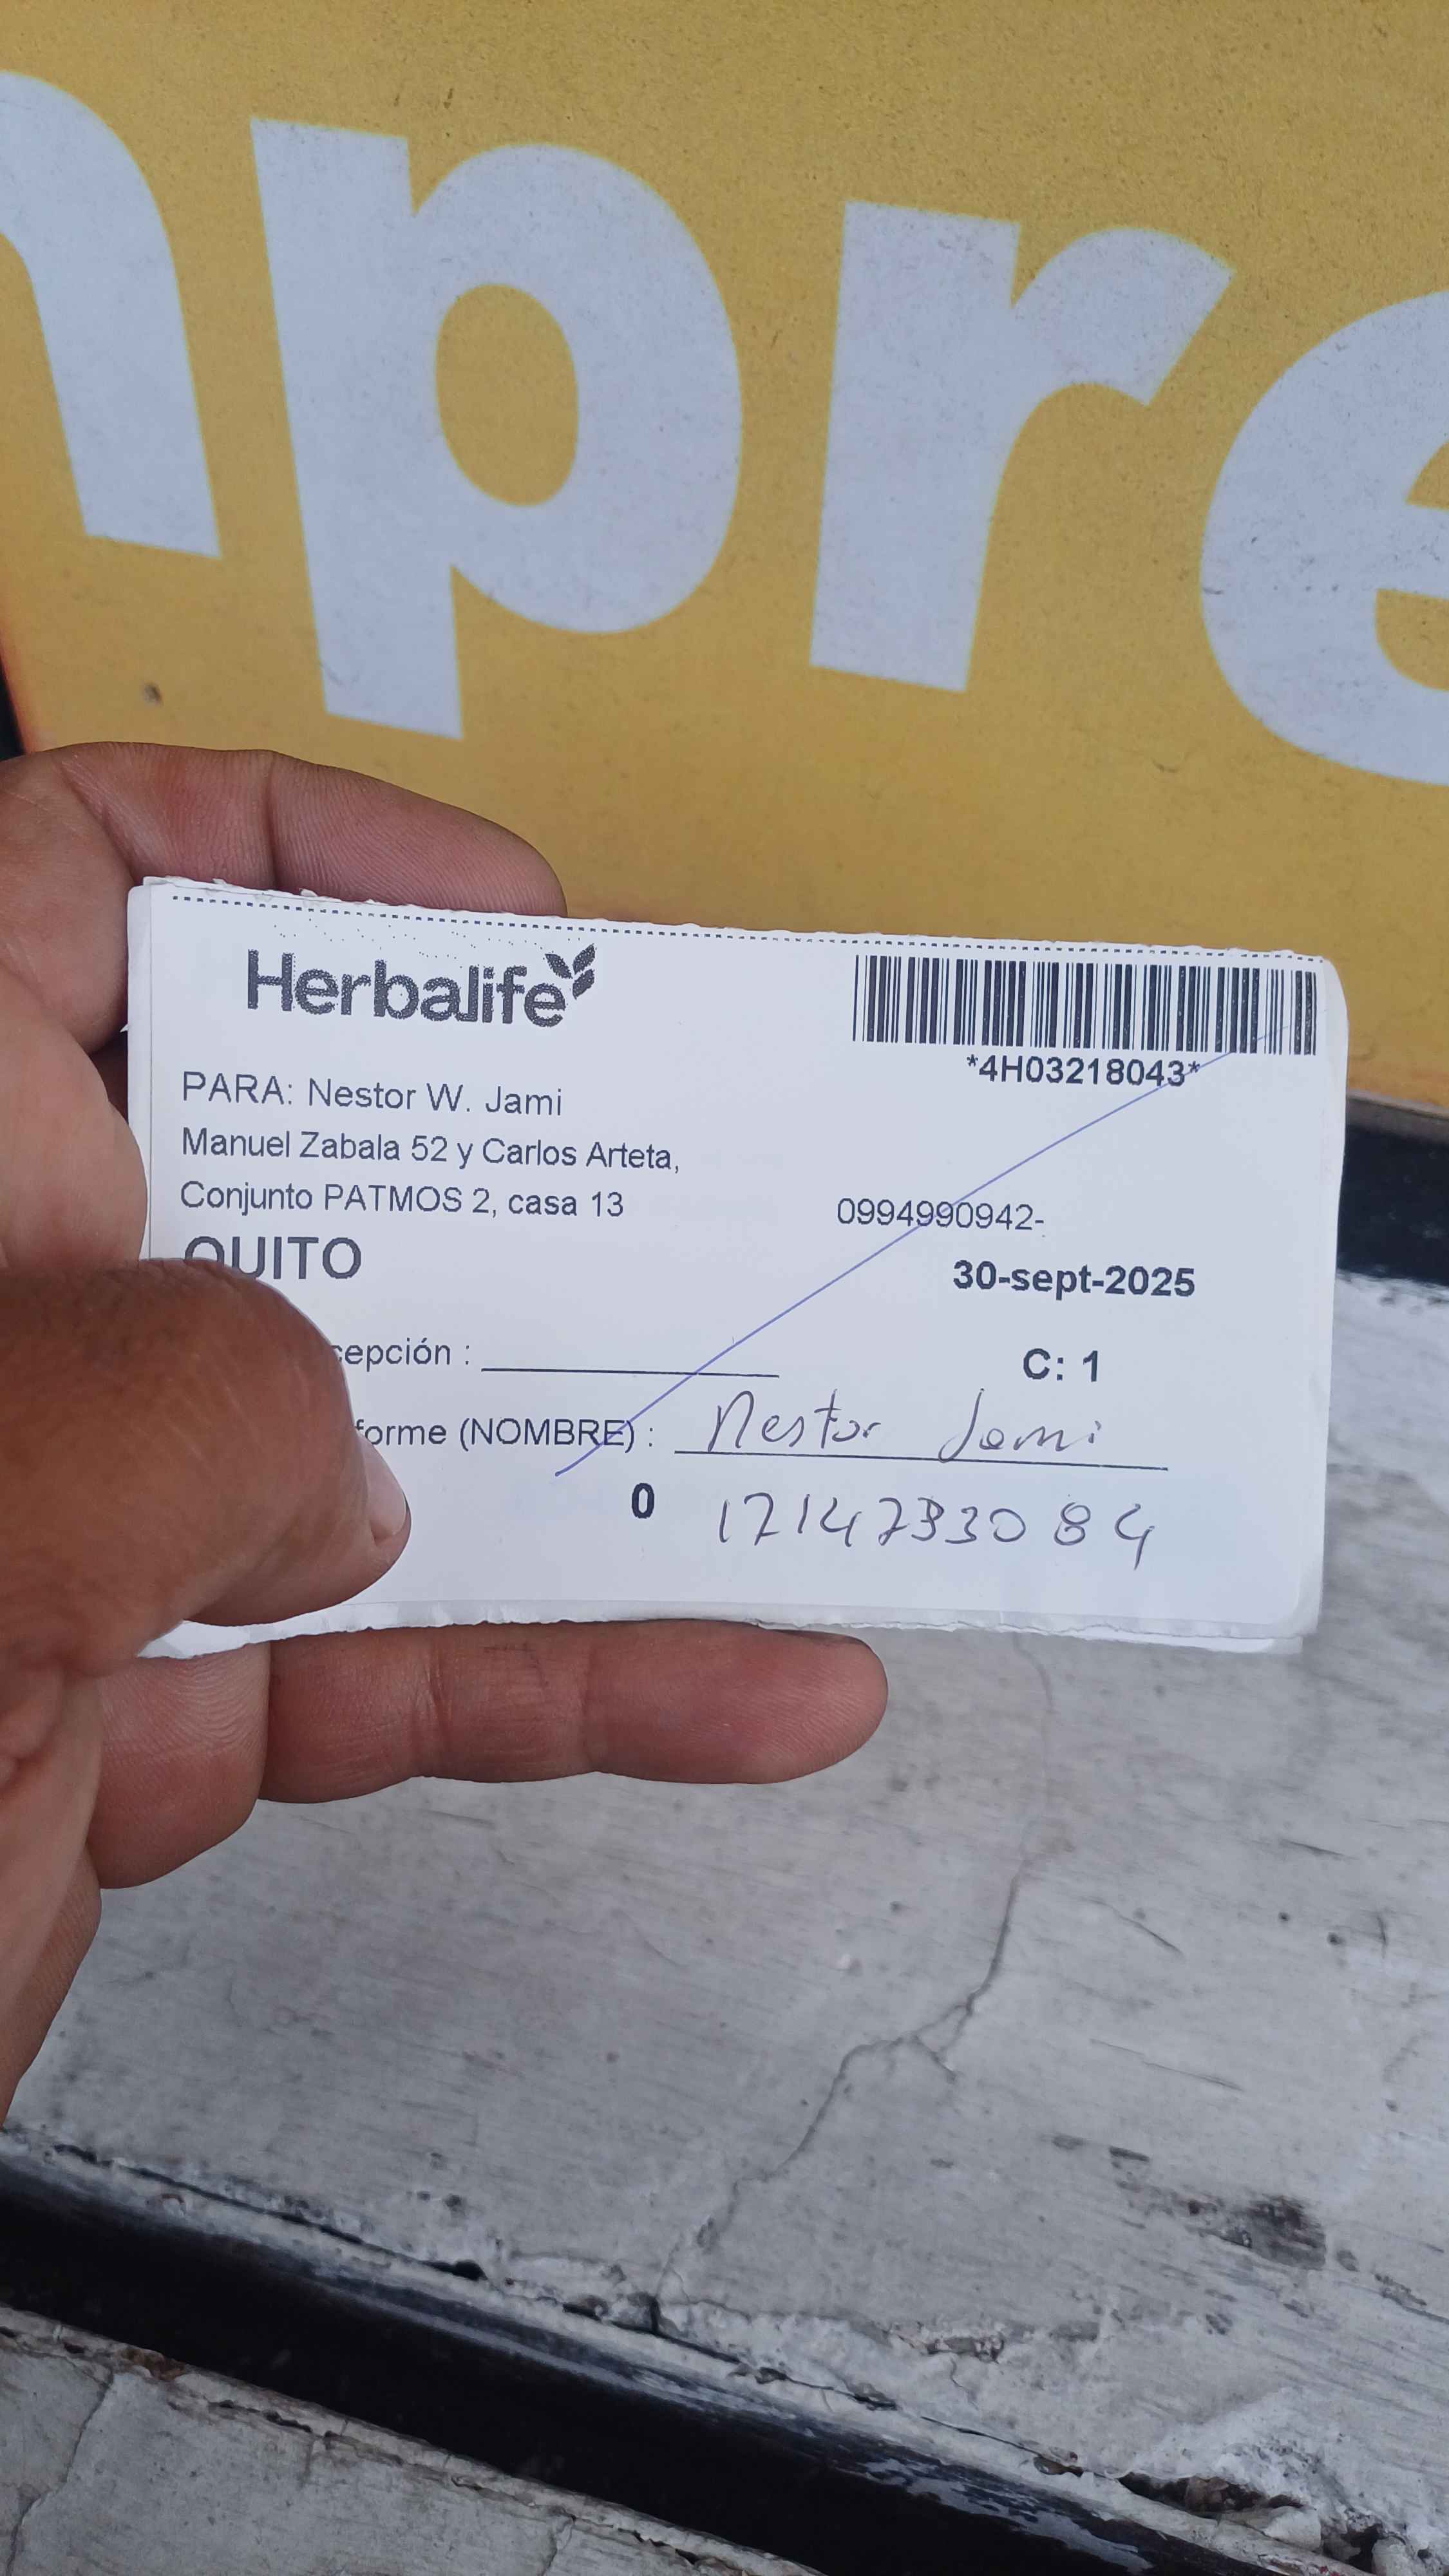 npre
Herbalife
*4H03218043*
PARA: Nestor W. Jami
Manuel Zabala 52 y Carlos Arteta,
Conjunto PATMOS 2, casa 13
0994990942-
QUITO
30-sept-2025
cepción :
C: 1
forme (NOMBRE) : Nestor Jami
0 1714733084